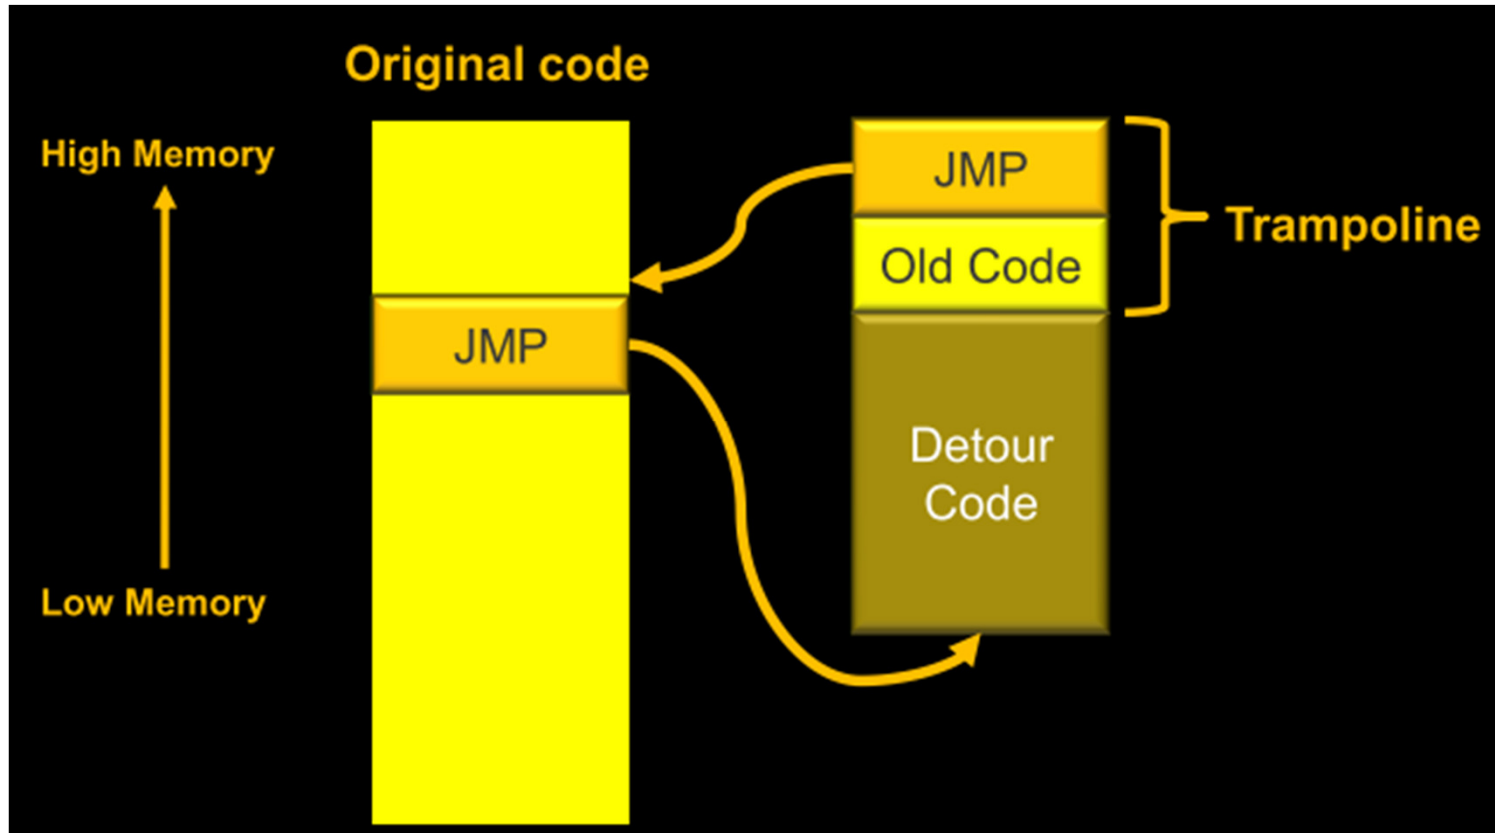 Original code
High Memory
JMP
Old Code
Trampoline
JMP
Detour
Code
Low Memory